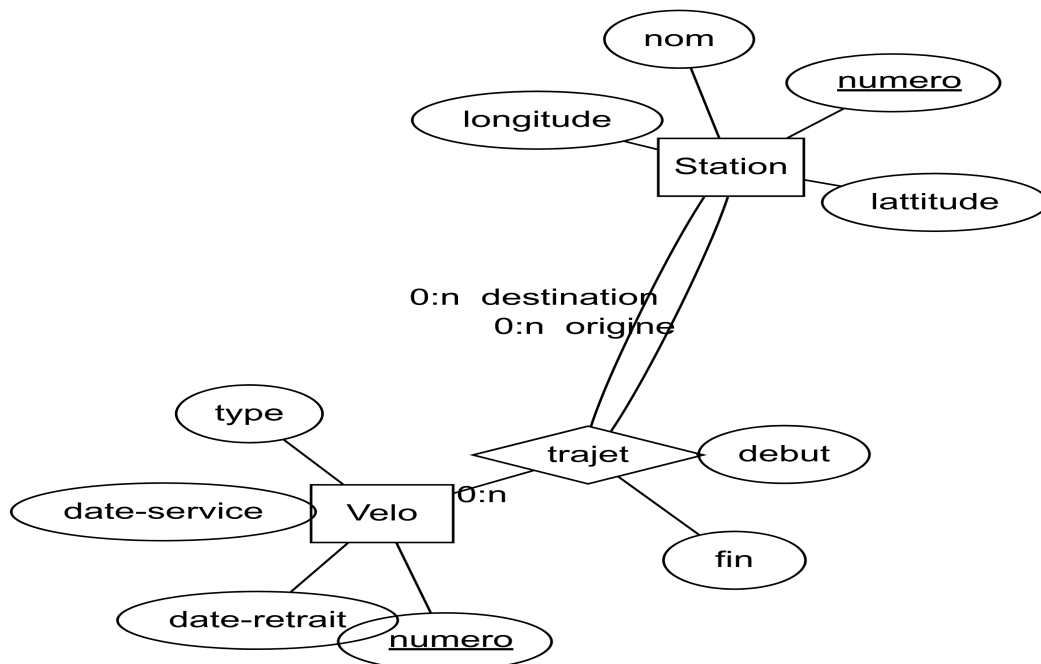 nom
numero
longitude
Station
lattitude
0:n destination
0:n origine
type
trajet
debut
0:n
date-service
Velo
fin
date-retrait
numero